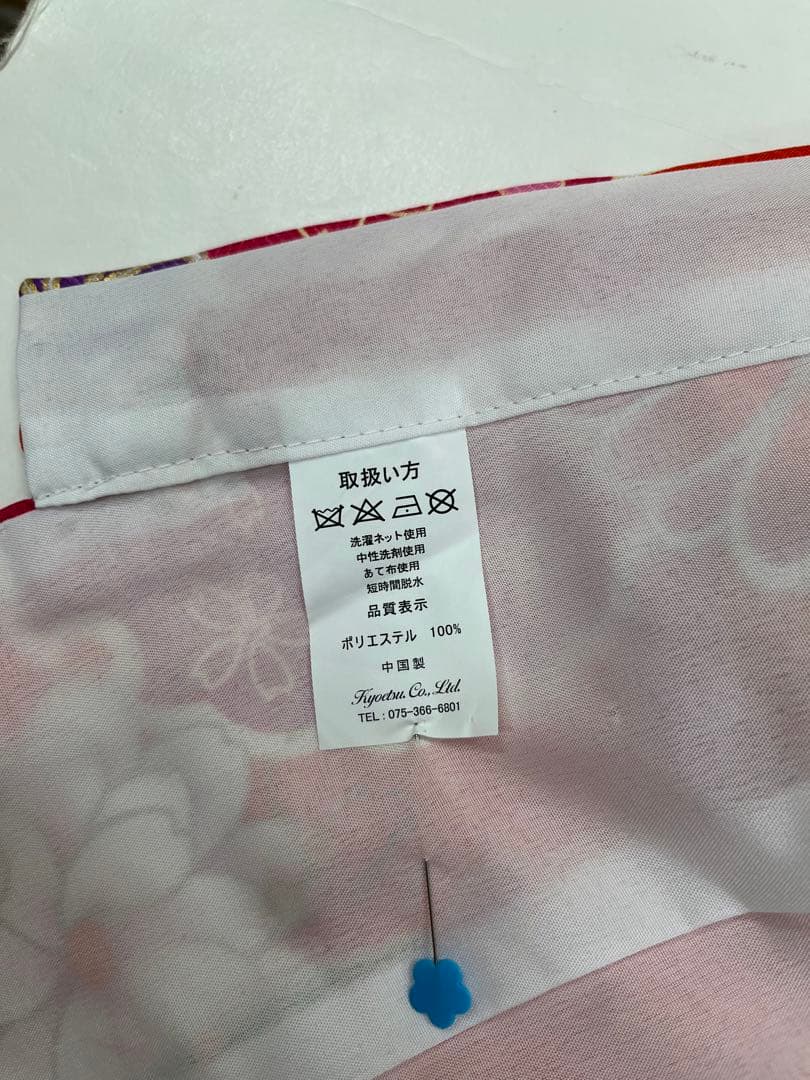 取扱い方
洗濯ネット使用
中性洗剤使用
あて布使用
短時間脱水
品質表示
ポリエステル 100%
中国製
Kyoetsu. Co., Ltd.
TEL : 075-366-6801